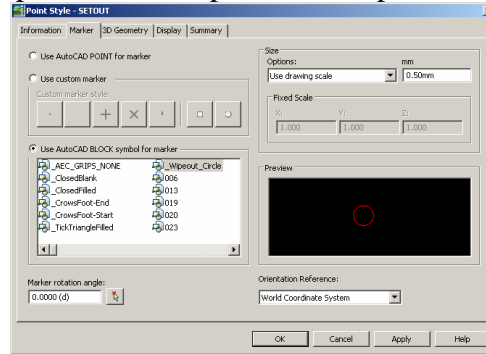 Point Style - SETOUT
Information Marker 3D Geometry Display Summary
Use AutoCAD POINT for marker
Use custom marker
Custom marker style:
Use AutoCAD BLOCK symbol for marker
_AEC_GRIPS_NONE
_ClosedBlank
_ClosedFilled
_CrowsFoot-End
_CrowsFoot-Start
_TickTriangleFilled
_Wipeout_Circle
006
013
019
020
023
Marker rotation angle:
0.0000 (d)
Size
Options: mm
Use drawing scale 0.50mm
Fixed Scale
X: Y: Z:
1.000 1.000 1.000
Preview
Orientation Reference:
World Coordinate System
OK Cancel Apply Help